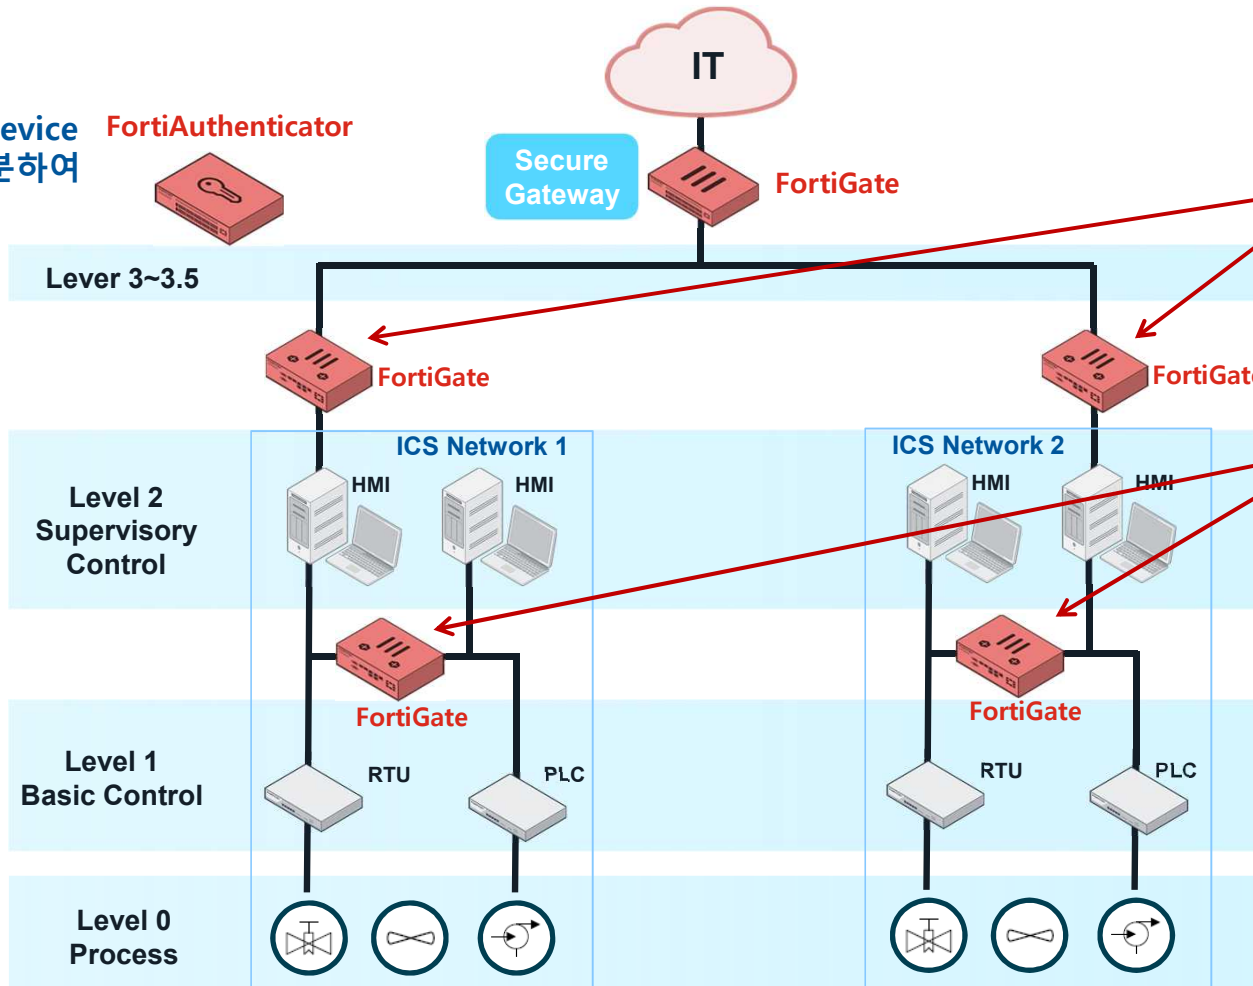 IT
evice
분하여
FortiAuthenticator
Secure
Gateway
FortiGate
Lever 3~3.5
FortiGate
FortiGate
ICS Network 1
ICS Network 2
HMI
HMI
HMI
HMI
Level 2
Supervisory
Control
FortiGate
FortiGate
Level 1
Basic Control
RTU
PLC
RTU
PLC
Level 0
Process